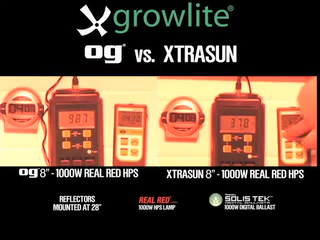 growlite®
og® vs. XTRASUN
987
378
og® 8" - 1000W REAL RED HPS
XTRASUN 8" - 1000W REAL RED HPS
REFLECTORS
MOUNTED AT 28"
REAL RED
1000W HPS LAMP
SOLIS TEK
1000W DIGITAL BALLAST